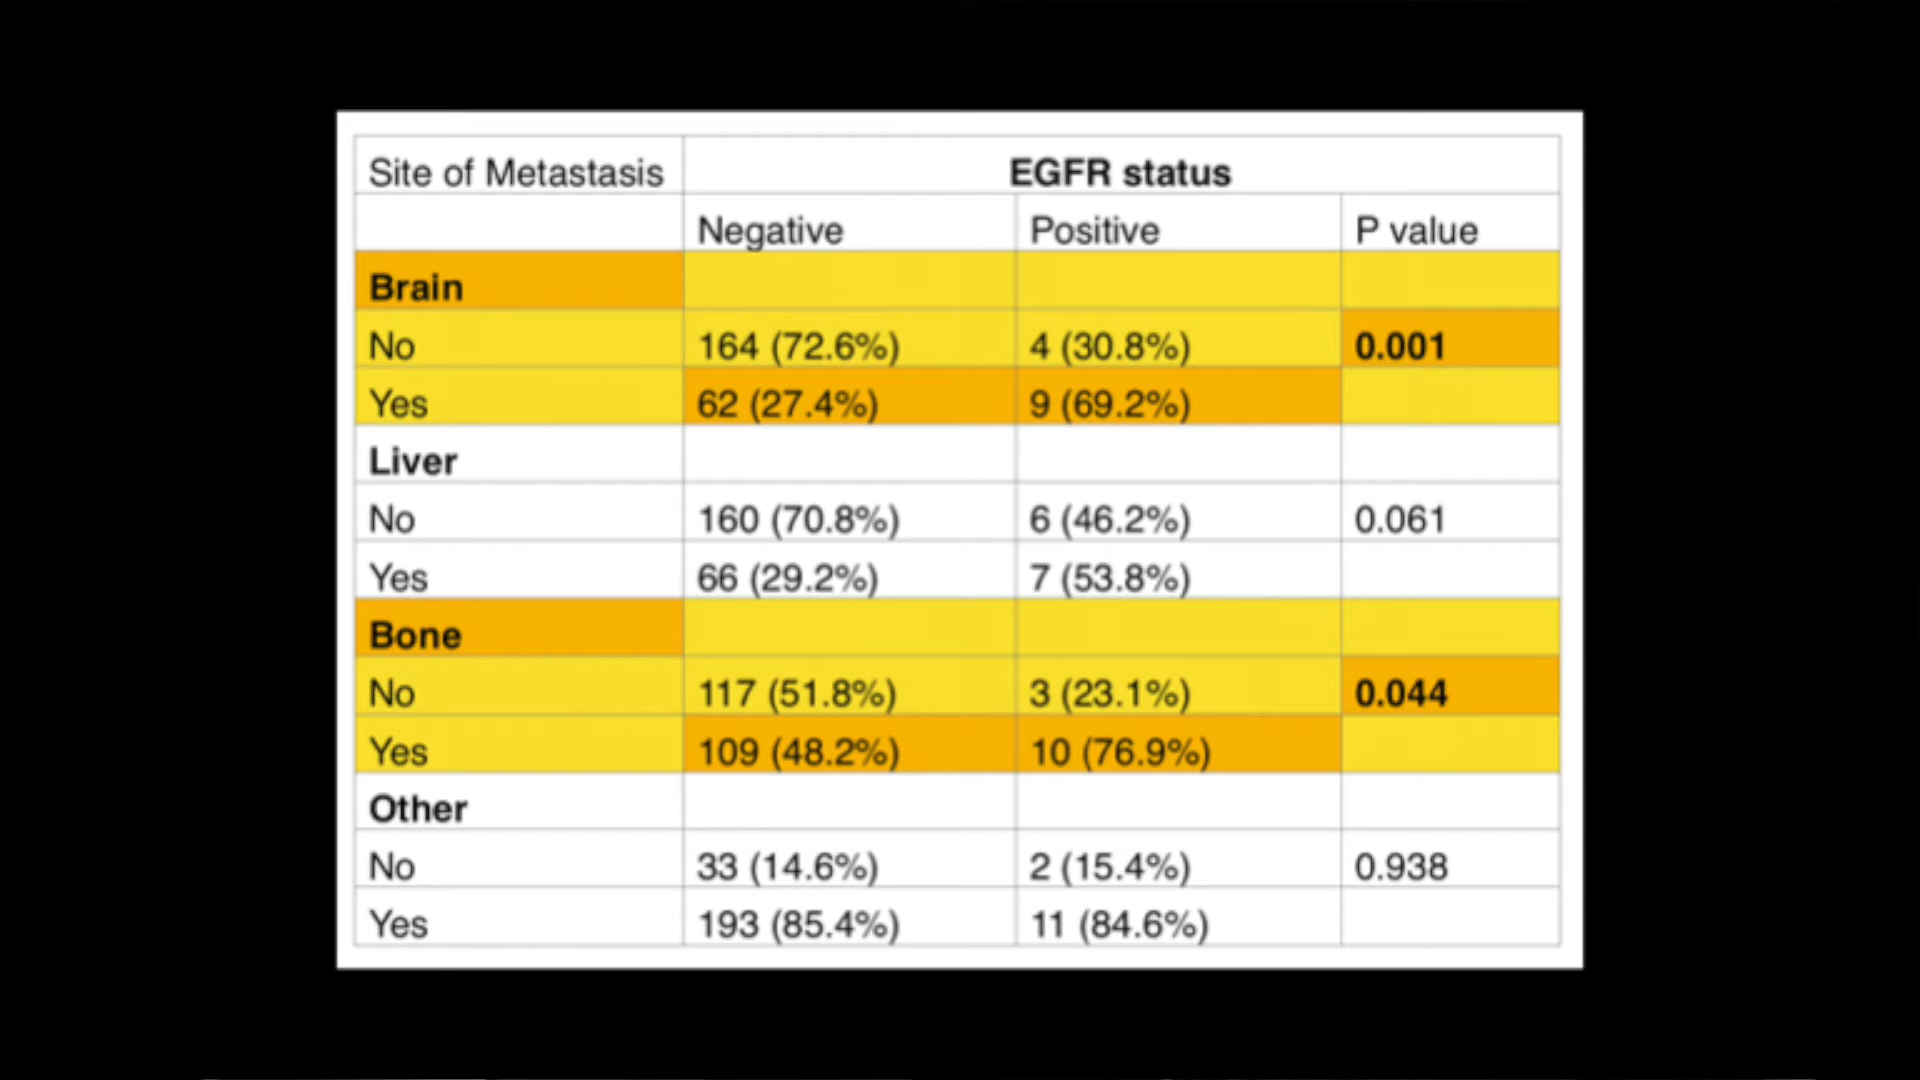 Site of Metastasis EGFR status
Negative Positive P value
Brain
No 164 (72.6%) 4 (30.8%) 0.001
Yes 62 (27.4%) 9 (69.2%)
Liver
No 160 (70.8%) 6 (46.2%) 0.061
Yes 66 (29.2%) 7 (53.8%)
Bone
No 117 (51.8%) 3 (23.1%) 0.044
Yes 109 (48.2%) 10 (76.9%)
Other
No 33 (14.6%) 2 (15.4%) 0.938
Yes 193 (85.4%) 11 (84.6%)